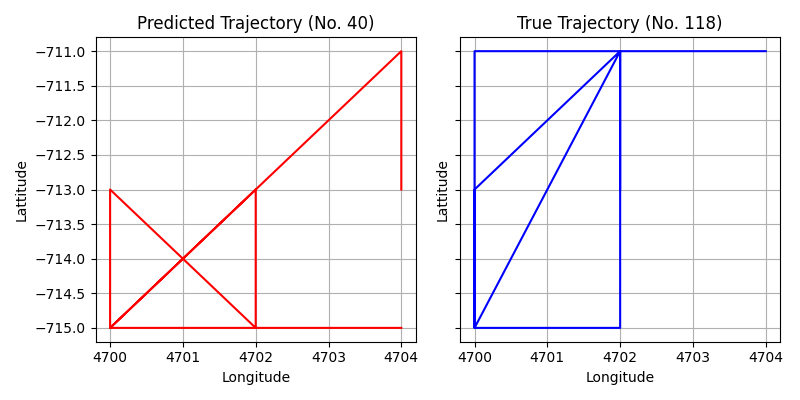 Predicted Trajectory (No. 40)
True Trajectory (No. 118)
Lattitude
−711.0
−711.5
−712.0
−712.5
−713.0
−713.5
−714.0
−714.5
−715.0
4700 4701 4702 4703 4704
Longitude
Lattitude
4700 4701 4702 4703 4704
Longitude